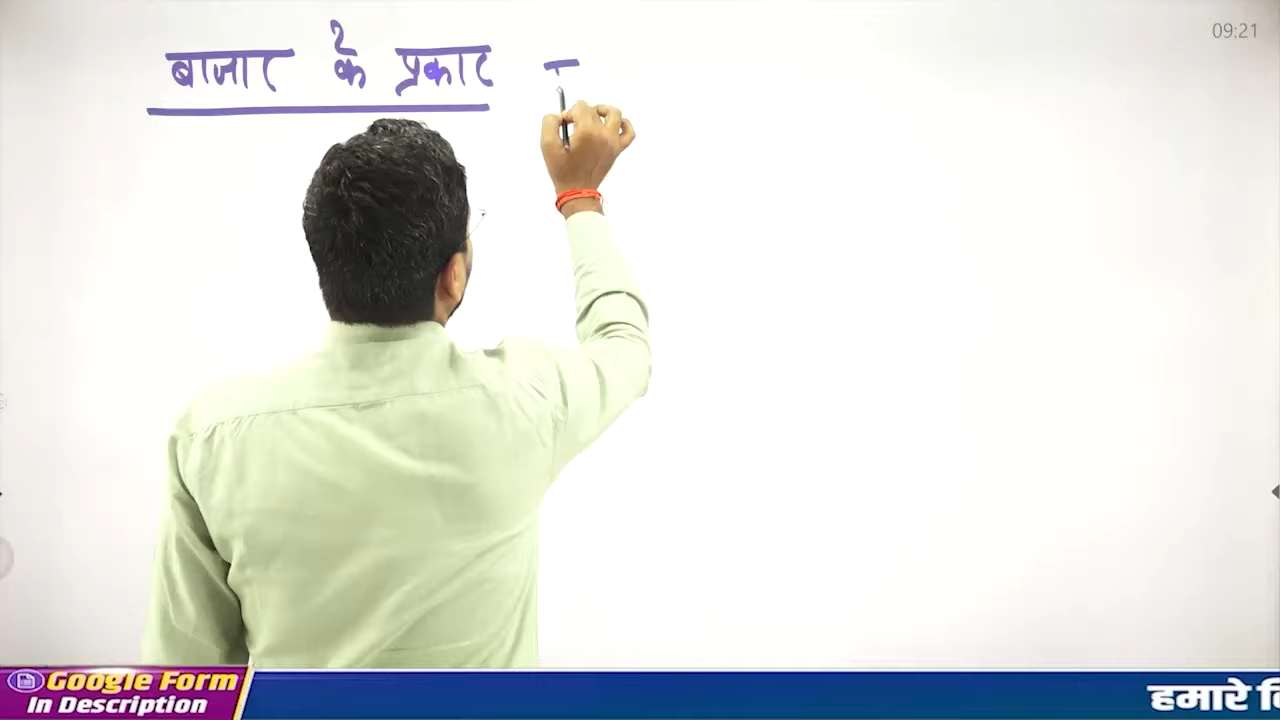 09:21
बाजार के प्रकार -
Google Form
In Description
हमारे